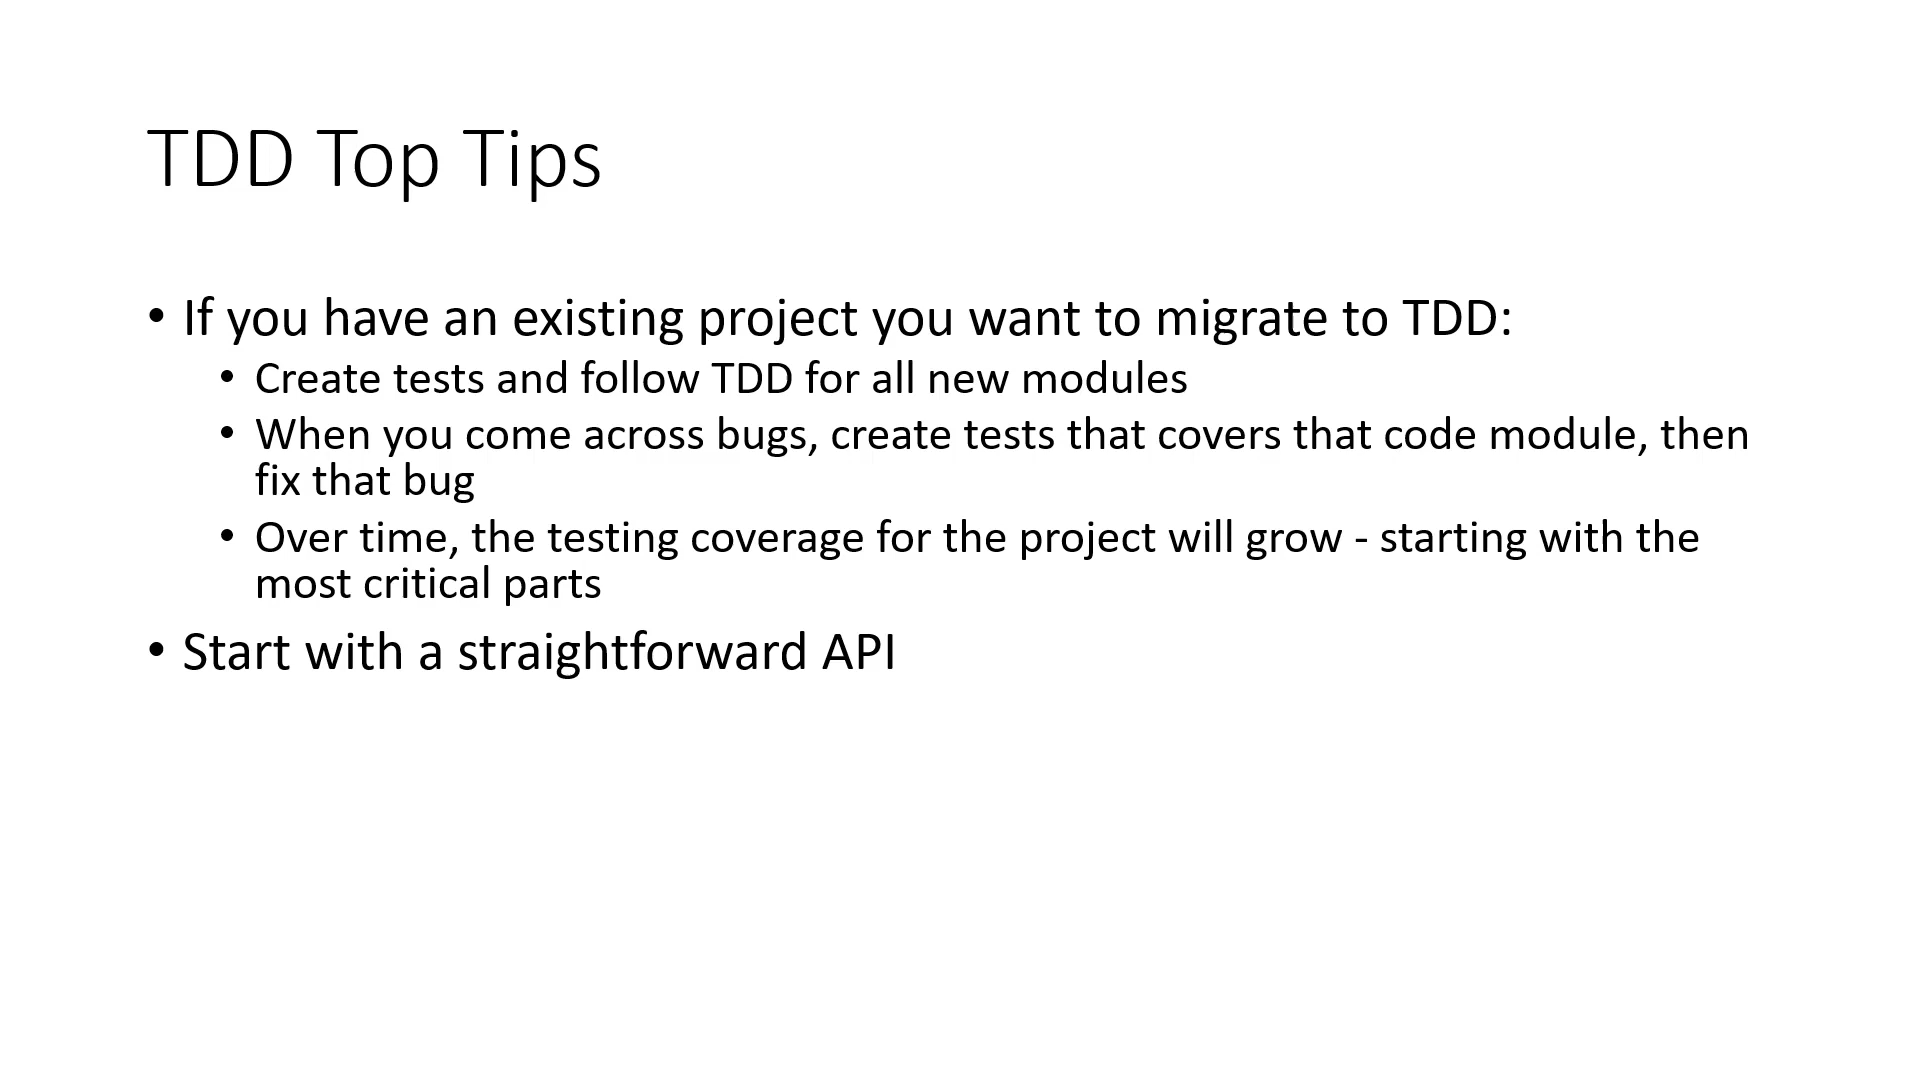 TDD Top Tips
• If you have an existing project you want to migrate to TDD:
• Create tests and follow TDD for all new modules
• When you come across bugs, create tests that covers that code module, then
fix that bug
• Over time, the testing coverage for the project will grow - starting with the
most critical parts
• Start with a straightforward API